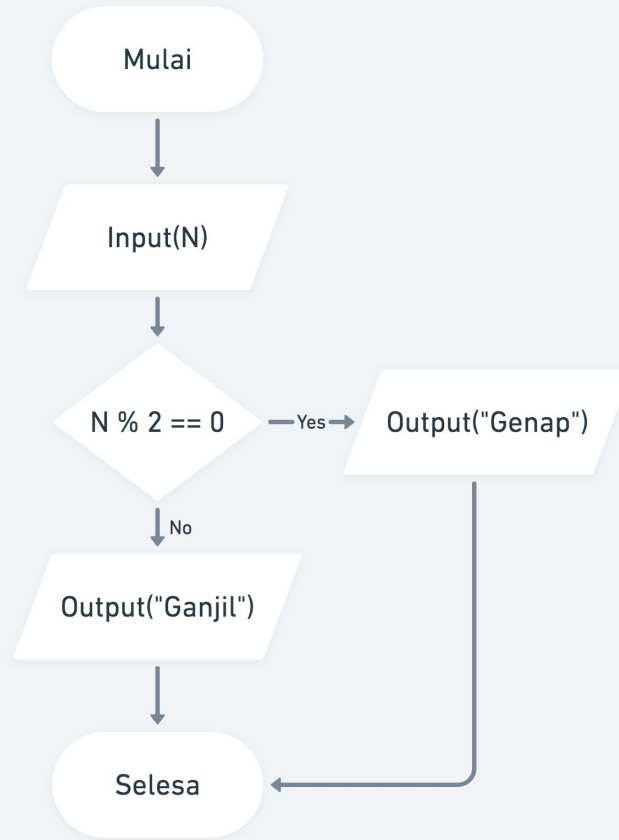 Mulai
Input(N)
N % 2 == 0
Yes
Output("Genap")
No
Output("Ganjil")
Selesa